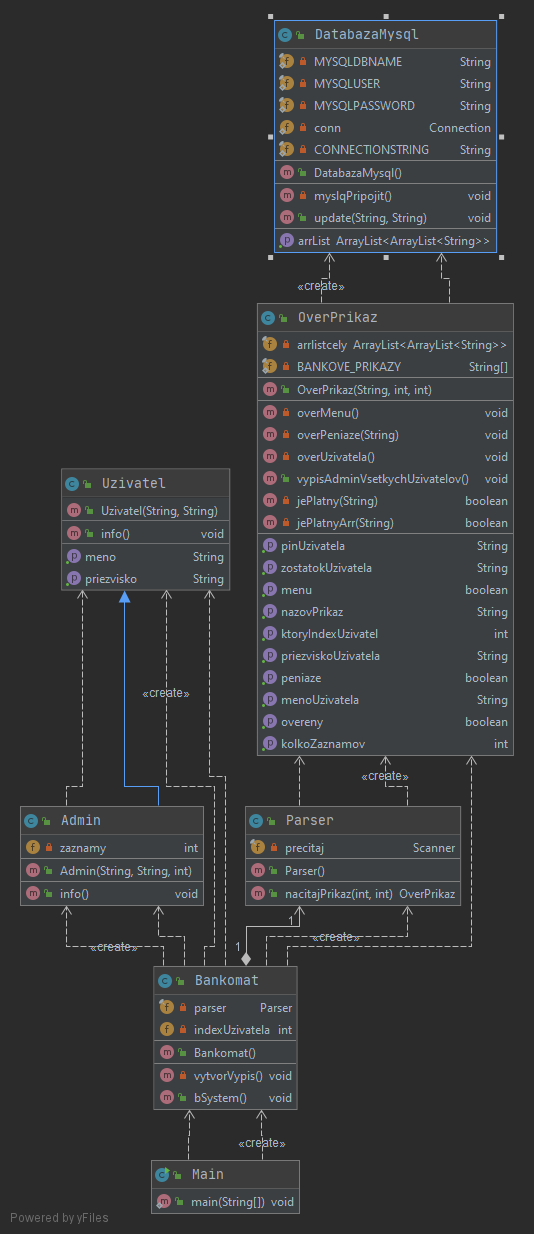 DatabazaMysql
MYSQLDBNAME String
MYSQLUSER String
MYSQLPASSWORD String
conn Connection
CONNECTIONSTRING String
DatabazaMysql()
myslqPripojit() void
update(String, String) void
arrList ArrayList<ArrayList<String>>
«create»
OverPrikaz
arrlistcely ArrayList<ArrayList<String>>
BANKOVE_PRIKAZY String[]
OverPrikaz(String, int, int)
overMenu() void
overPeniaze(String) void
overUzivatela() void
vypisAdminVsetkychUzivatelov() void
jePlatny(String) boolean
jePlatnyArr(String) boolean
pinUzivatela String
zostatokUzivatela String
menu boolean
nazovPrikaz String
ktoryIndexUzivatel int
priezviskoUzivatela String
peniaze boolean
menoUzivatela String
overeny boolean
kolkoZaznamov int
Uzivatel
Uzivatel(String, String)
info() void
meno String
priezvisko String
«create»
«create»
Admin
zaznamy int
Admin(String, String, int)
info() void
Parser
precitaj Scanner
Parser()
nacitajPrikaz(int, int) OverPrikaz
1
«create»
1
«create»
Bankomat
parser Parser
indexUzivatela int
Bankomat()
vytvorVypis() void
bSystem() void
«create»
Main
main(String[]) void
Powered by yFiles